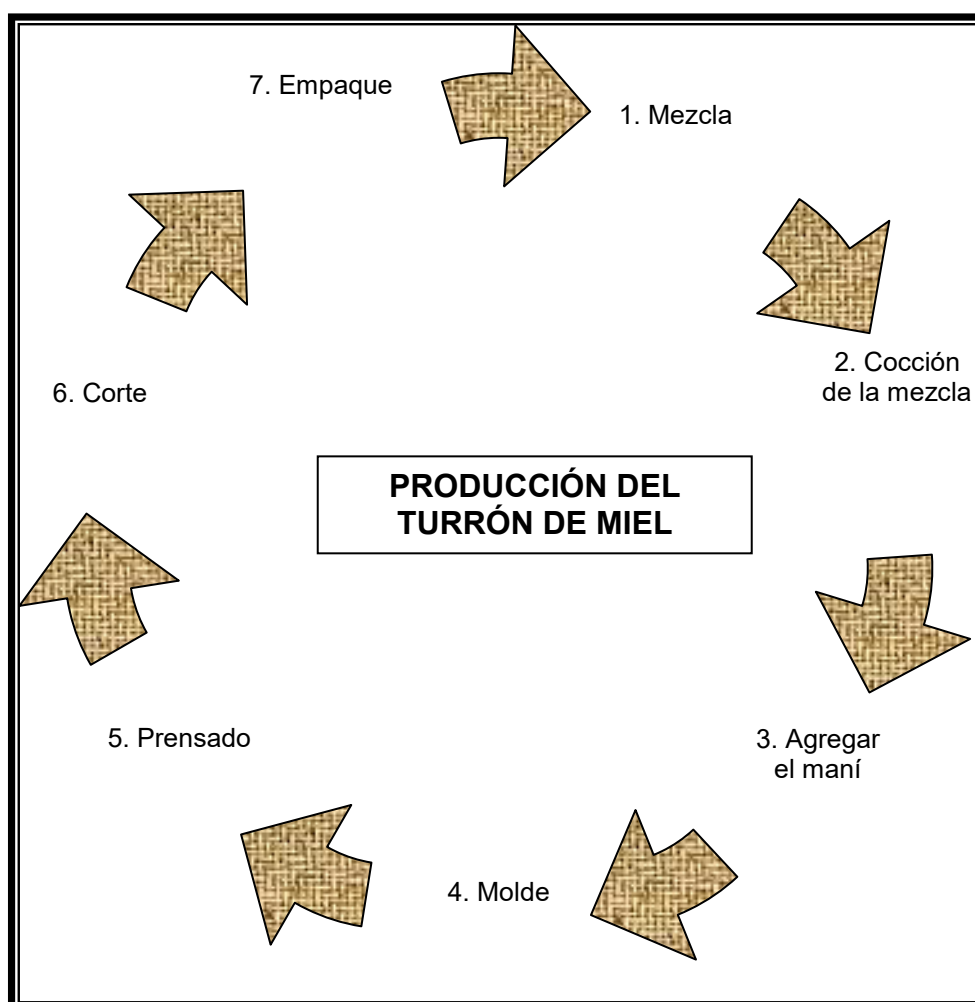 7. Empaque
1. Mezcla
2. Cocción
de la mezcla
6. Corte
PRODUCCIÓN DEL
TURRÓN DE MIEL
5. Prensado
3. Agregar
el maní
4. Molde